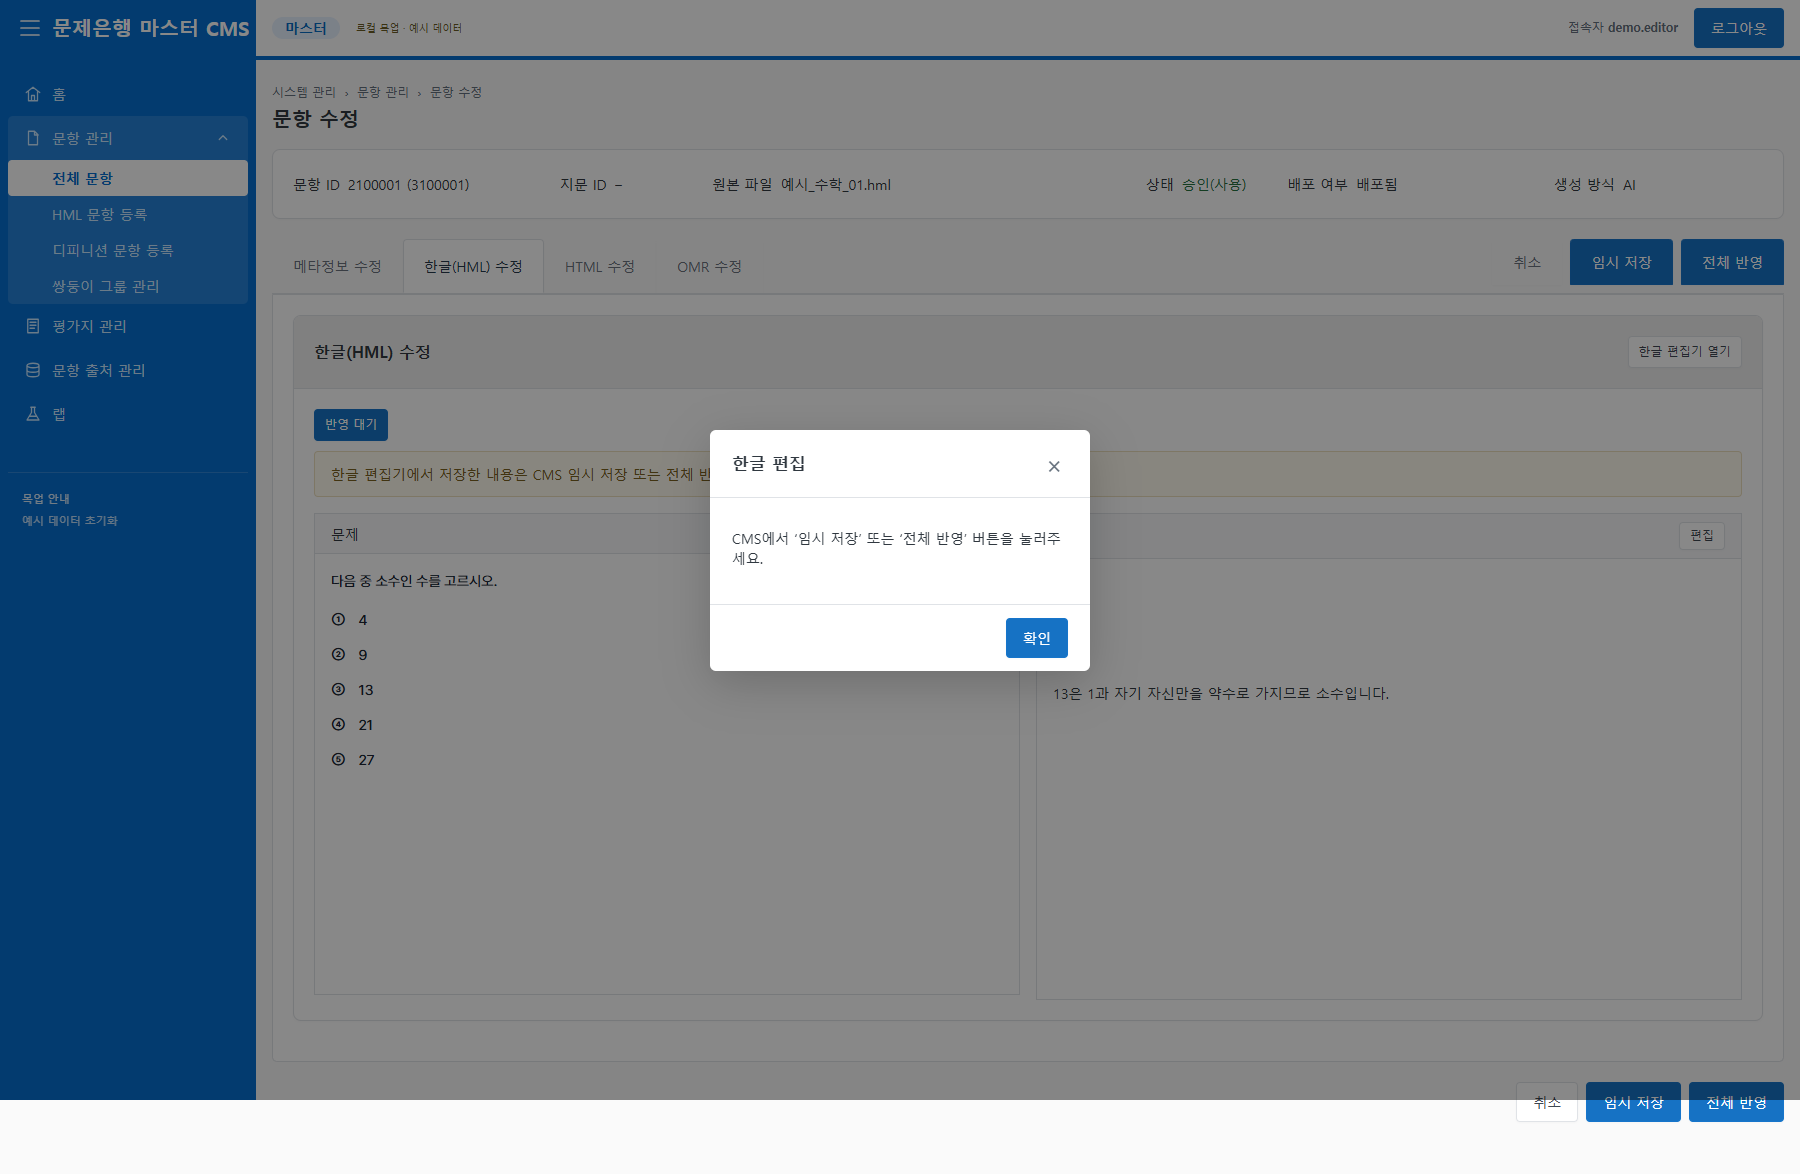 문제은행 마스터 CMS
마스터
로컬 목업 · 예시 데이터
접속자 demo.editor
로그아웃
홈
문항 관리
전체 문항
HML 문항 등록
디피니션 문항 등록
쌍둥이 그룹 관리
평가지 관리
문항 출처 관리
랩
목업 안내
예시 데이터 초기화
시스템 관리 › 문항 관리 › 문항 수정
문항 수정
문항 ID 2100001 (3100001)
지문 ID –
원본 파일 예시_수학_01.hml
상태 승인(사용)
배포 여부 배포됨
생성 방식 AI
메타정보 수정
한글(HML) 수정
HTML 수정
OMR 수정
취소
임시 저장
전체 반영
한글(HML) 수정
한글 편집기 열기
반영 대기
한글 편집기에서 저장한 내용은 CMS 임시 저장 또는 전체 반
문제
편집
다음 중 소수인 수를 고르시오.
① 4
② 9
③ 13
④ 21
⑤ 27
13은 1과 자기 자신만을 약수로 가지므로 소수입니다.
한글 편집
×
CMS에서 ‘임시 저장’ 또는 ‘전체 반영’ 버튼을 눌러주
세요.
확인
취소
임시 저장
전체 반영